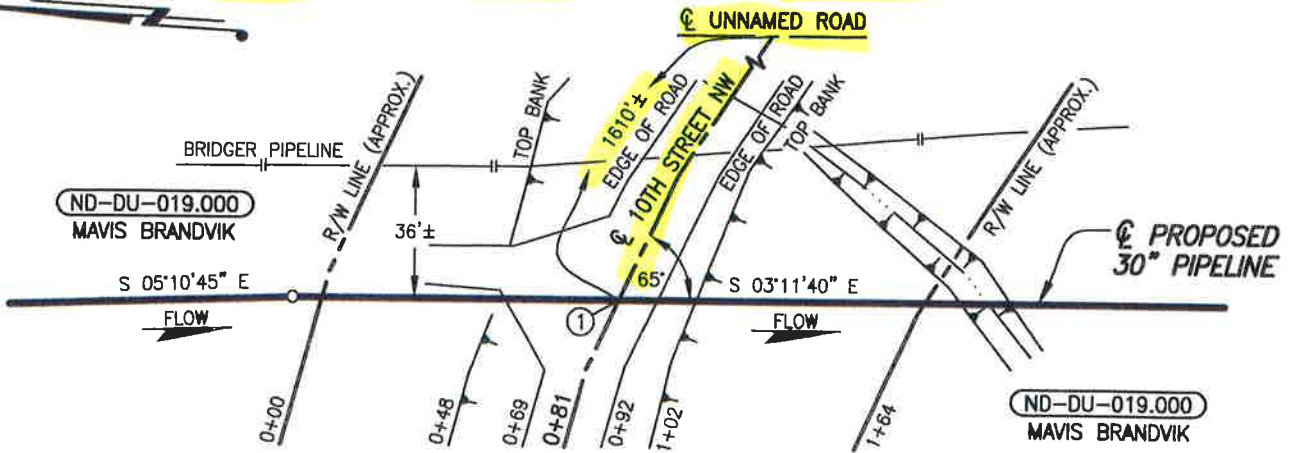 ℄ UNNAMED ROAD
1610'±
EDGE OF ROAD
℄ 10TH STREET NW
EDGE OF ROAD
TOP BANK
TOP BANK
R/W LINE (APPROX.)
R/W LINE (APPROX.)
BRIDGER PIPELINE
ND-DU-019.000
MAVIS BRANDVIK
36'±
℄ PROPOSED
30" PIPELINE
S 05°10'45" E
65°
S 03°11'40" E
FLOW
1
FLOW
0+00
0+48
0+69
0+81
0+92
1+02
1+64
ND-DU-019.000
MAVIS BRANDVIK